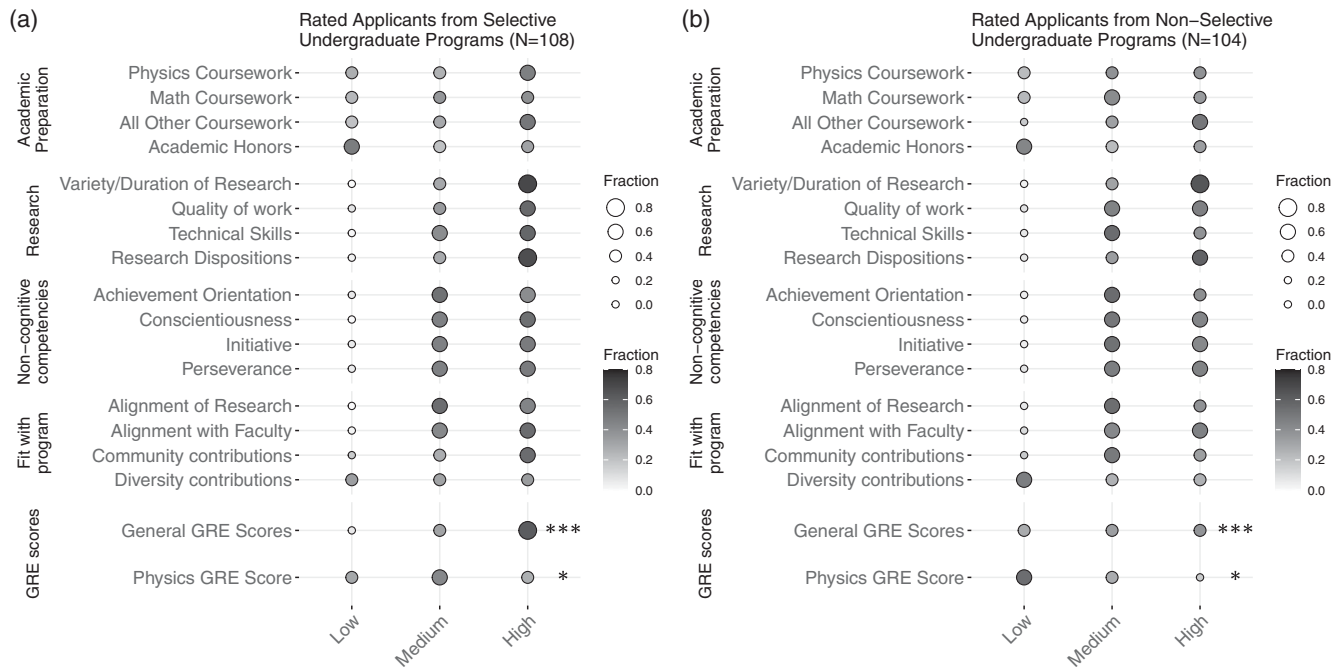 (a)
Rated Applicants from Selective
Undergraduate Programs (N=108)
Academic
Preparation
Physics Coursework
Math Coursework
All Other Coursework
Academic Honors
Research
Variety/Duration of Research
Quality of work
Technical Skills
Research Dispositions
Non−cognitive
competencies
Achievement Orientation
Conscientiousness
Initiative
Perseverance
Fit with
program
Alignment of Research
Alignment with Faculty
Community contributions
Diversity contributions
GRE scores
General GRE Scores
***
Physics GRE Score
*
Low
Medium
High
Fraction
0.8
0.6
0.4
0.2
0.0
Fraction
0.8
0.6
0.4
0.2
0.0
(b)
Rated Applicants from Non−Selective
Undergraduate Programs (N=104)
Academic
Preparation
Physics Coursework
Math Coursework
All Other Coursework
Academic Honors
Research
Variety/Duration of Research
Quality of work
Technical Skills
Research Dispositions
Non−cognitive
competencies
Achievement Orientation
Conscientiousness
Initiative
Perseverance
Fit with
program
Alignment of Research
Alignment with Faculty
Community contributions
Diversity contributions
GRE scores
General GRE Scores
***
Physics GRE Score
*
Low
Medium
High
Fraction
0.8
0.6
0.4
0.2
0.0
Fraction
0.8
0.6
0.4
0.2
0.0